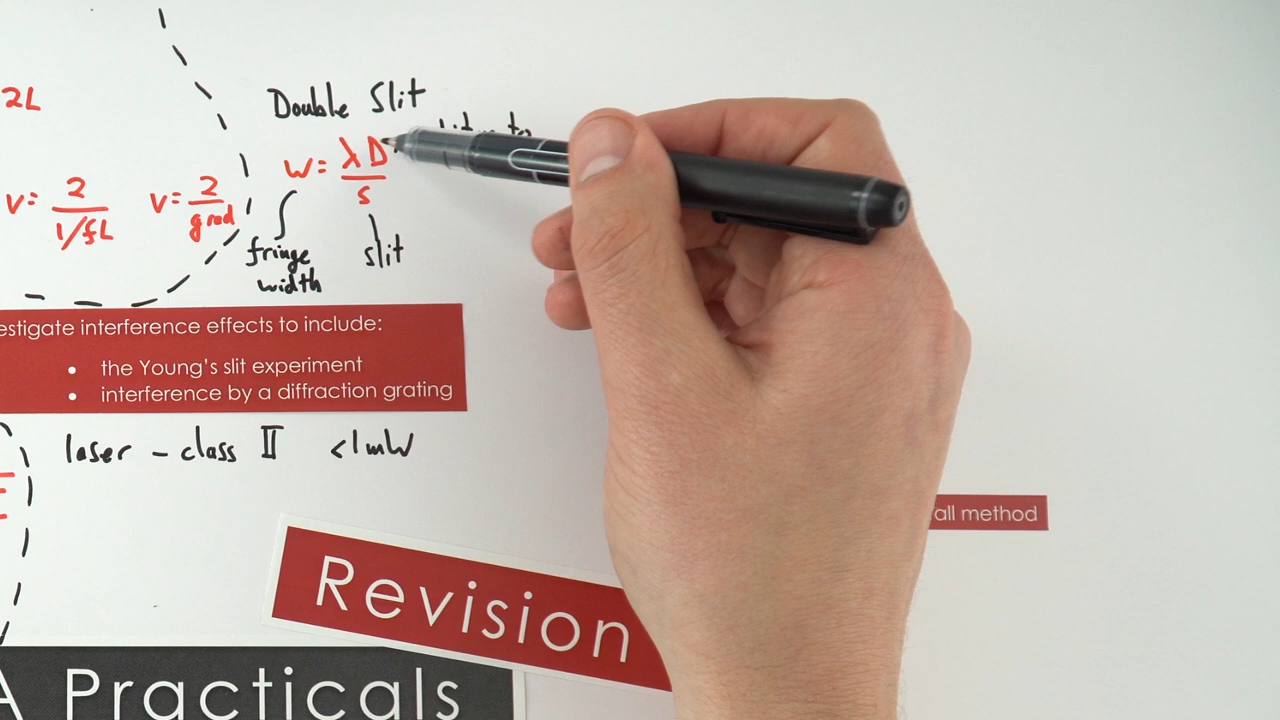 2L
Double Slit
w = λD/s
v = 2/(1/fL)
v = 2/grad
fringe
width
slit
estigate interference effects to include:
• the Young's slit experiment
• interference by a diffraction grating
laser – class II <1mW
all method
Revision
A Practicals